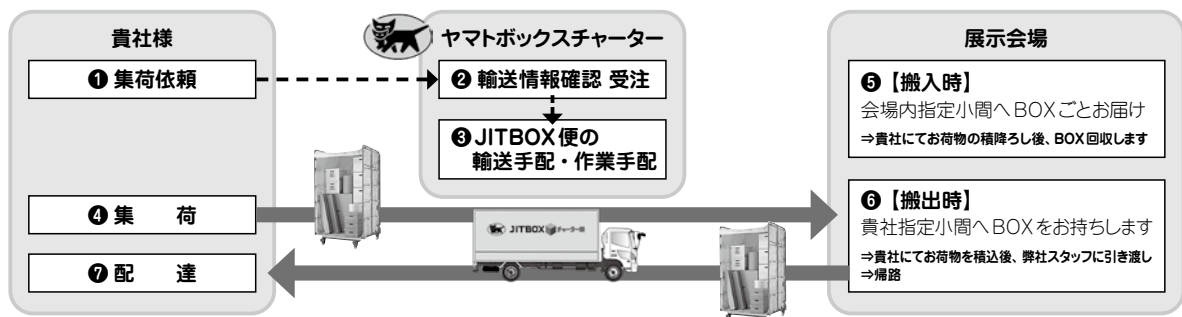 貴社様
❶ 集荷依頼
❹ 集　　荷
❼ 配　　達
ヤマトボックスチャーター
❷ 輸送情報確認 受注
❸ JITBOX便の
輸送手配・作業手配
JITBOX チャーター便
展示会場
❺【搬入時】
会場内指定小間へBOXごとお届け
⇒貴社にてお荷物の積降ろし後、BOX回収します
❻【搬出時】
貴社指定小間へBOXをお持ちします
⇒貴社にてお荷物を積込後、弊社スタッフに引き渡し
⇒帰路